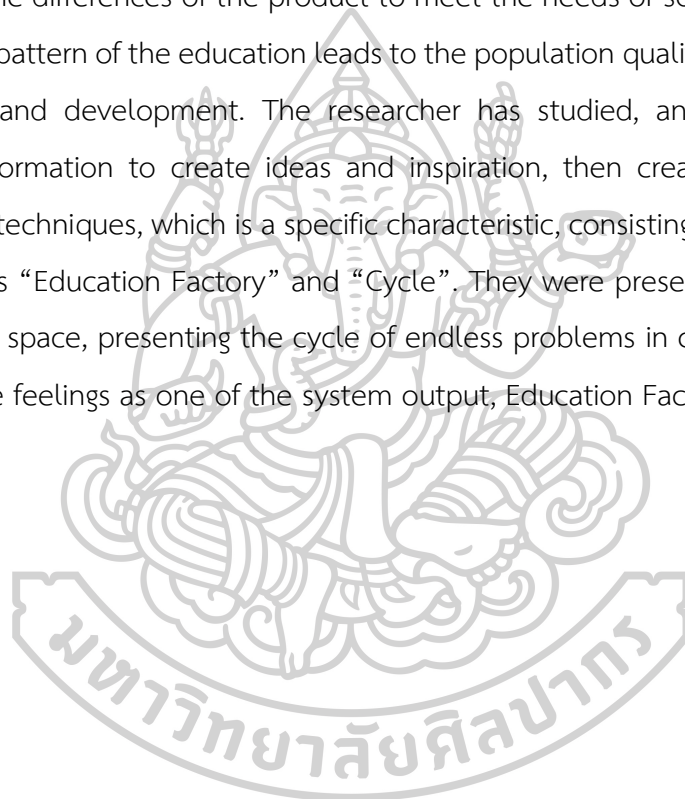 he differences of the product to meet the needs of so
pattern of the education leads to the population quali
and development. The researcher has studied, an
formation to create ideas and inspiration, then crea
techniques, which is a specific characteristic, consisting
s “Education Factory” and “Cycle”. They were prese
space, presenting the cycle of endless problems in
e feelings as one of the system output, Education Fac
มหาวิทยาลัยศิลปากร